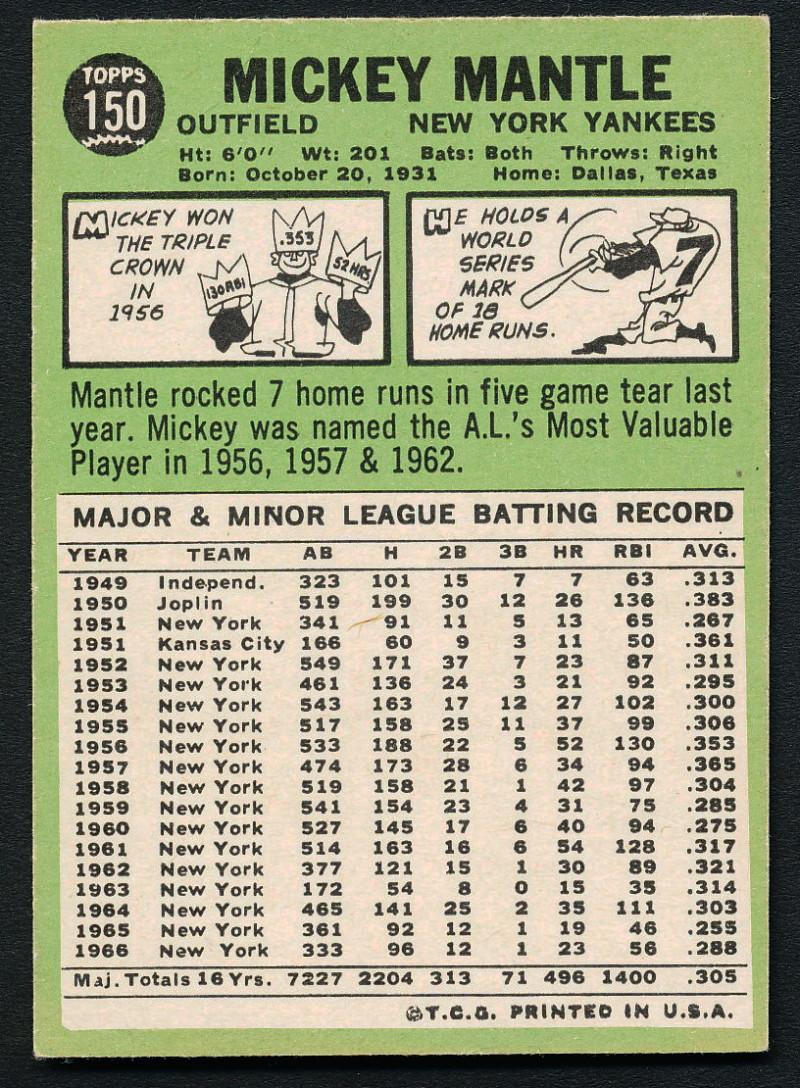 TOPPS
150
MICKEY MANTLE
OUTFIELD NEW YORK YANKEES
Ht: 6'0" Wt: 201 Bats: Both Throws: Right
Born: October 20, 1931 Home: Dallas, Texas
MICKEY WON
THE TRIPLE
CROWN
IN
1956
130 RBI
.353
52 HRS
HE HOLDS A
WORLD
SERIES
MARK
OF 18
HOME RUNS.
7
Mantle rocked 7 home runs in five game tear last
year. Mickey was named the A.L.'s Most Valuable
Player in 1956, 1957 & 1962.
MAJOR & MINOR LEAGUE BATTING RECORD
YEAR TEAM AB H 2B 3B HR RBI AVG.
1949 Independ. 323 101 15 7 7 63 .313
1950 Joplin 519 199 30 12 26 136 .383
1951 New York 341 91 11 5 13 65 .267
1951 Kansas City 166 60 9 3 11 50 .361
1952 New York 549 171 37 7 23 87 .311
1953 New York 461 136 24 3 21 92 .295
1954 New York 543 163 17 12 27 102 .300
1955 New York 517 158 25 11 37 99 .306
1956 New York 533 188 22 5 52 130 .353
1957 New York 474 173 28 6 34 94 .365
1958 New York 519 158 21 1 42 97 .304
1959 New York 541 154 23 4 31 75 .285
1960 New York 527 145 17 6 40 94 .275
1961 New York 514 163 16 6 54 128 .317
1962 New York 377 121 15 1 30 89 .321
1963 New York 172 54 8 0 15 35 .314
1964 New York 465 141 25 2 35 111 .303
1965 New York 361 92 12 1 19 46 .255
1966 New York 333 96 12 1 23 56 .288
Maj. Totals 16 Yrs. 7227 2204 313 71 496 1400 .305
©T.C.G. PRINTED IN U.S.A.